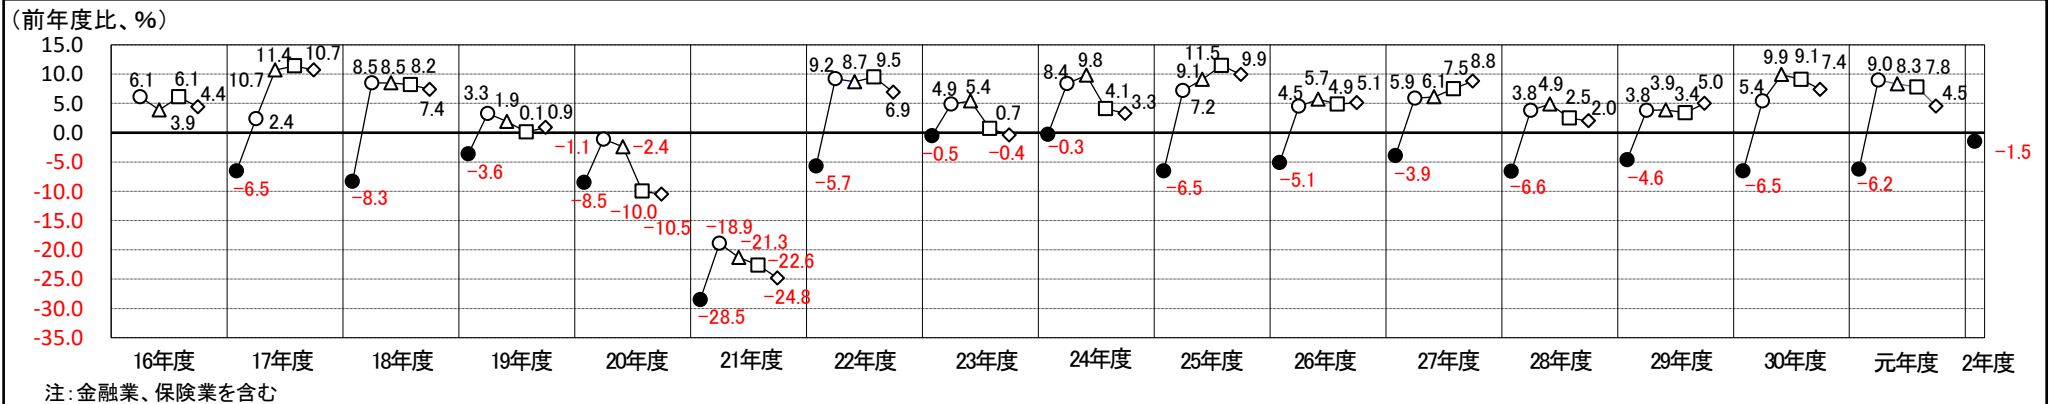 （前年度比、％）
15.0
10.0
5.0
0.0
-5.0
-10.0
-15.0
-20.0
-25.0
-30.0
-35.0
6.1 3.9 6.1 4.4
-6.5 2.4 10.7 11.4 10.7
-8.3 8.5 8.5 8.2 7.4
-3.6 3.3 1.9 0.1 0.9
-8.5 -1.1 -2.4 -10.0 -10.5
-28.5 -18.9 -21.3 -22.6 -24.8
-5.7 9.2 8.7 9.5 6.9
-0.5 4.9 5.4 0.7 -0.4
-0.3 8.4 9.8 4.1 3.3
-6.5 7.2 9.1 11.5 9.9
-5.1 4.5 5.7 4.9 5.1
-3.9 5.9 6.1 7.5 8.8
-6.6 3.8 4.9 2.5 2.0
-4.6 3.8 3.9 3.4 5.0
-6.5 5.4 9.9 9.1 7.4
-6.2 9.0 8.3 7.8 4.5
-1.5
16年度 17年度 18年度 19年度 20年度 21年度 22年度 23年度 24年度 25年度 26年度 27年度 28年度 29年度 30年度 元年度 2年度
注：金融業、保険業を含む